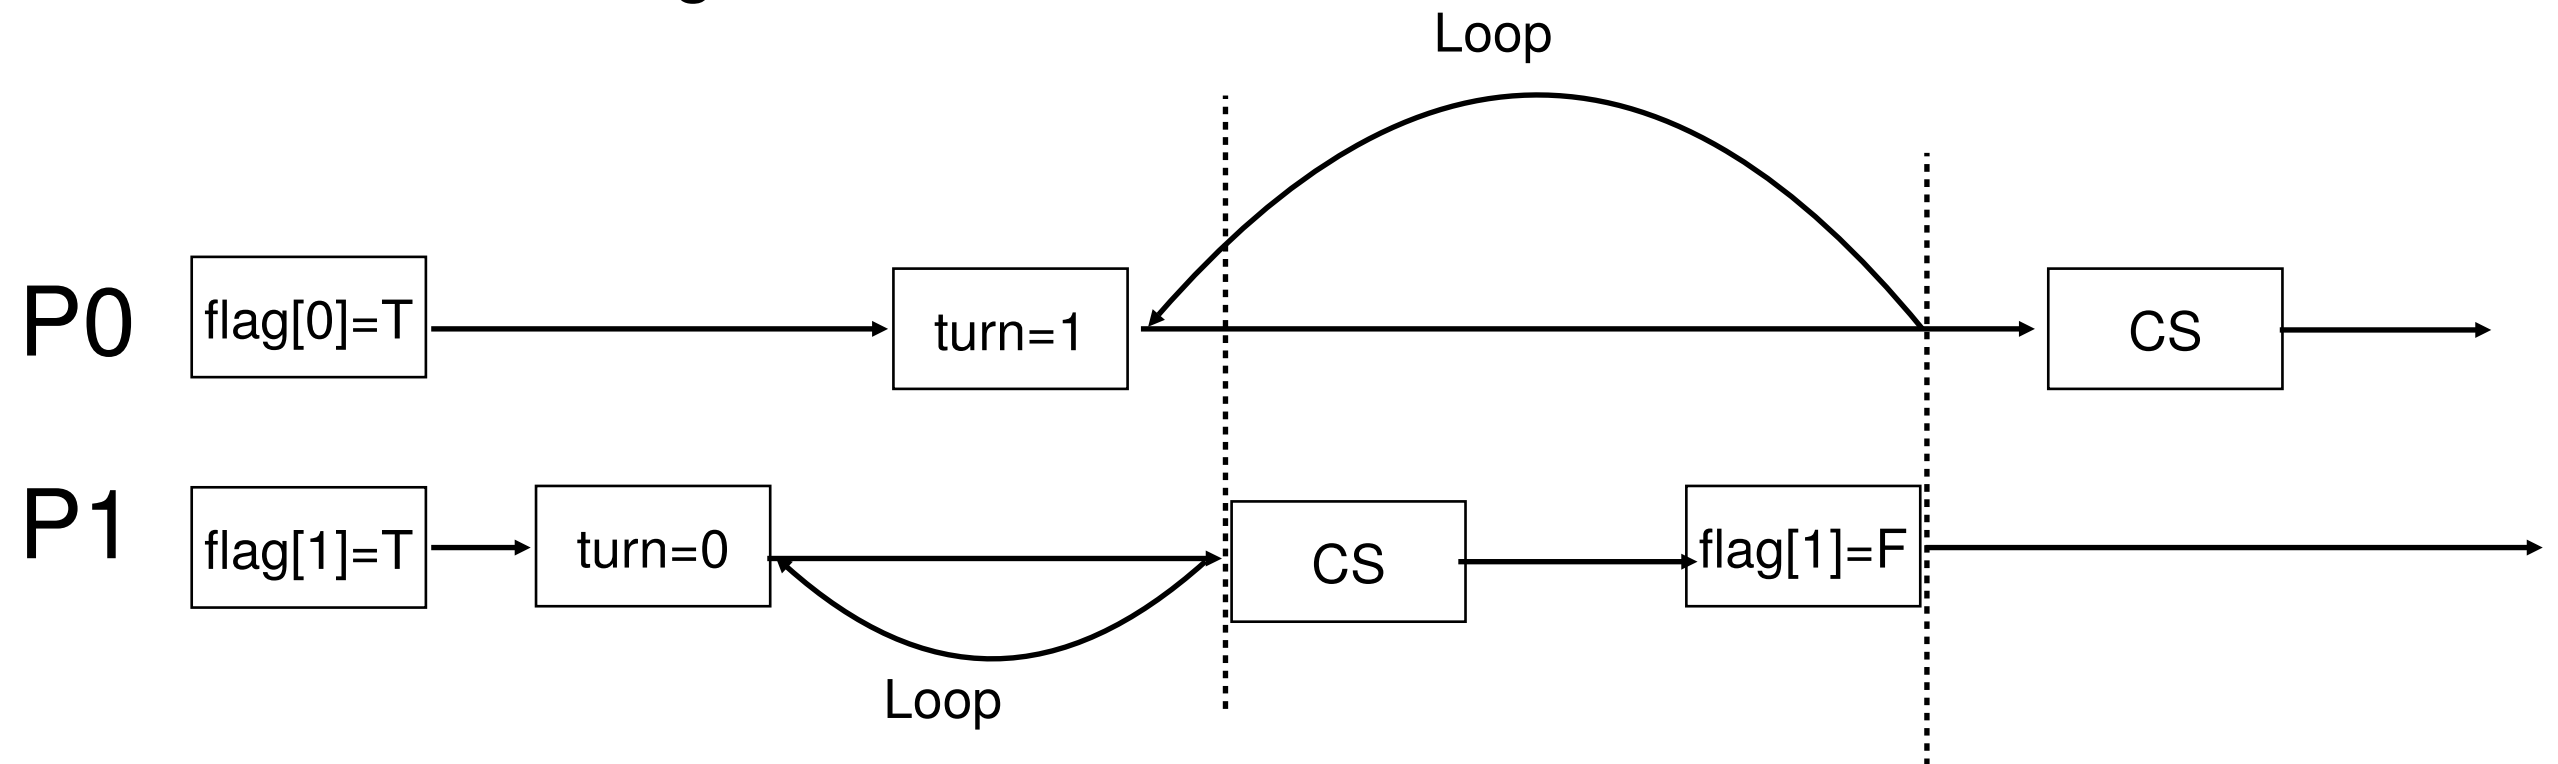 Loop
P0
flag[0]=T
turn=1
CS
P1
flag[1]=T
turn=0
CS
flag[1]=F
Loop